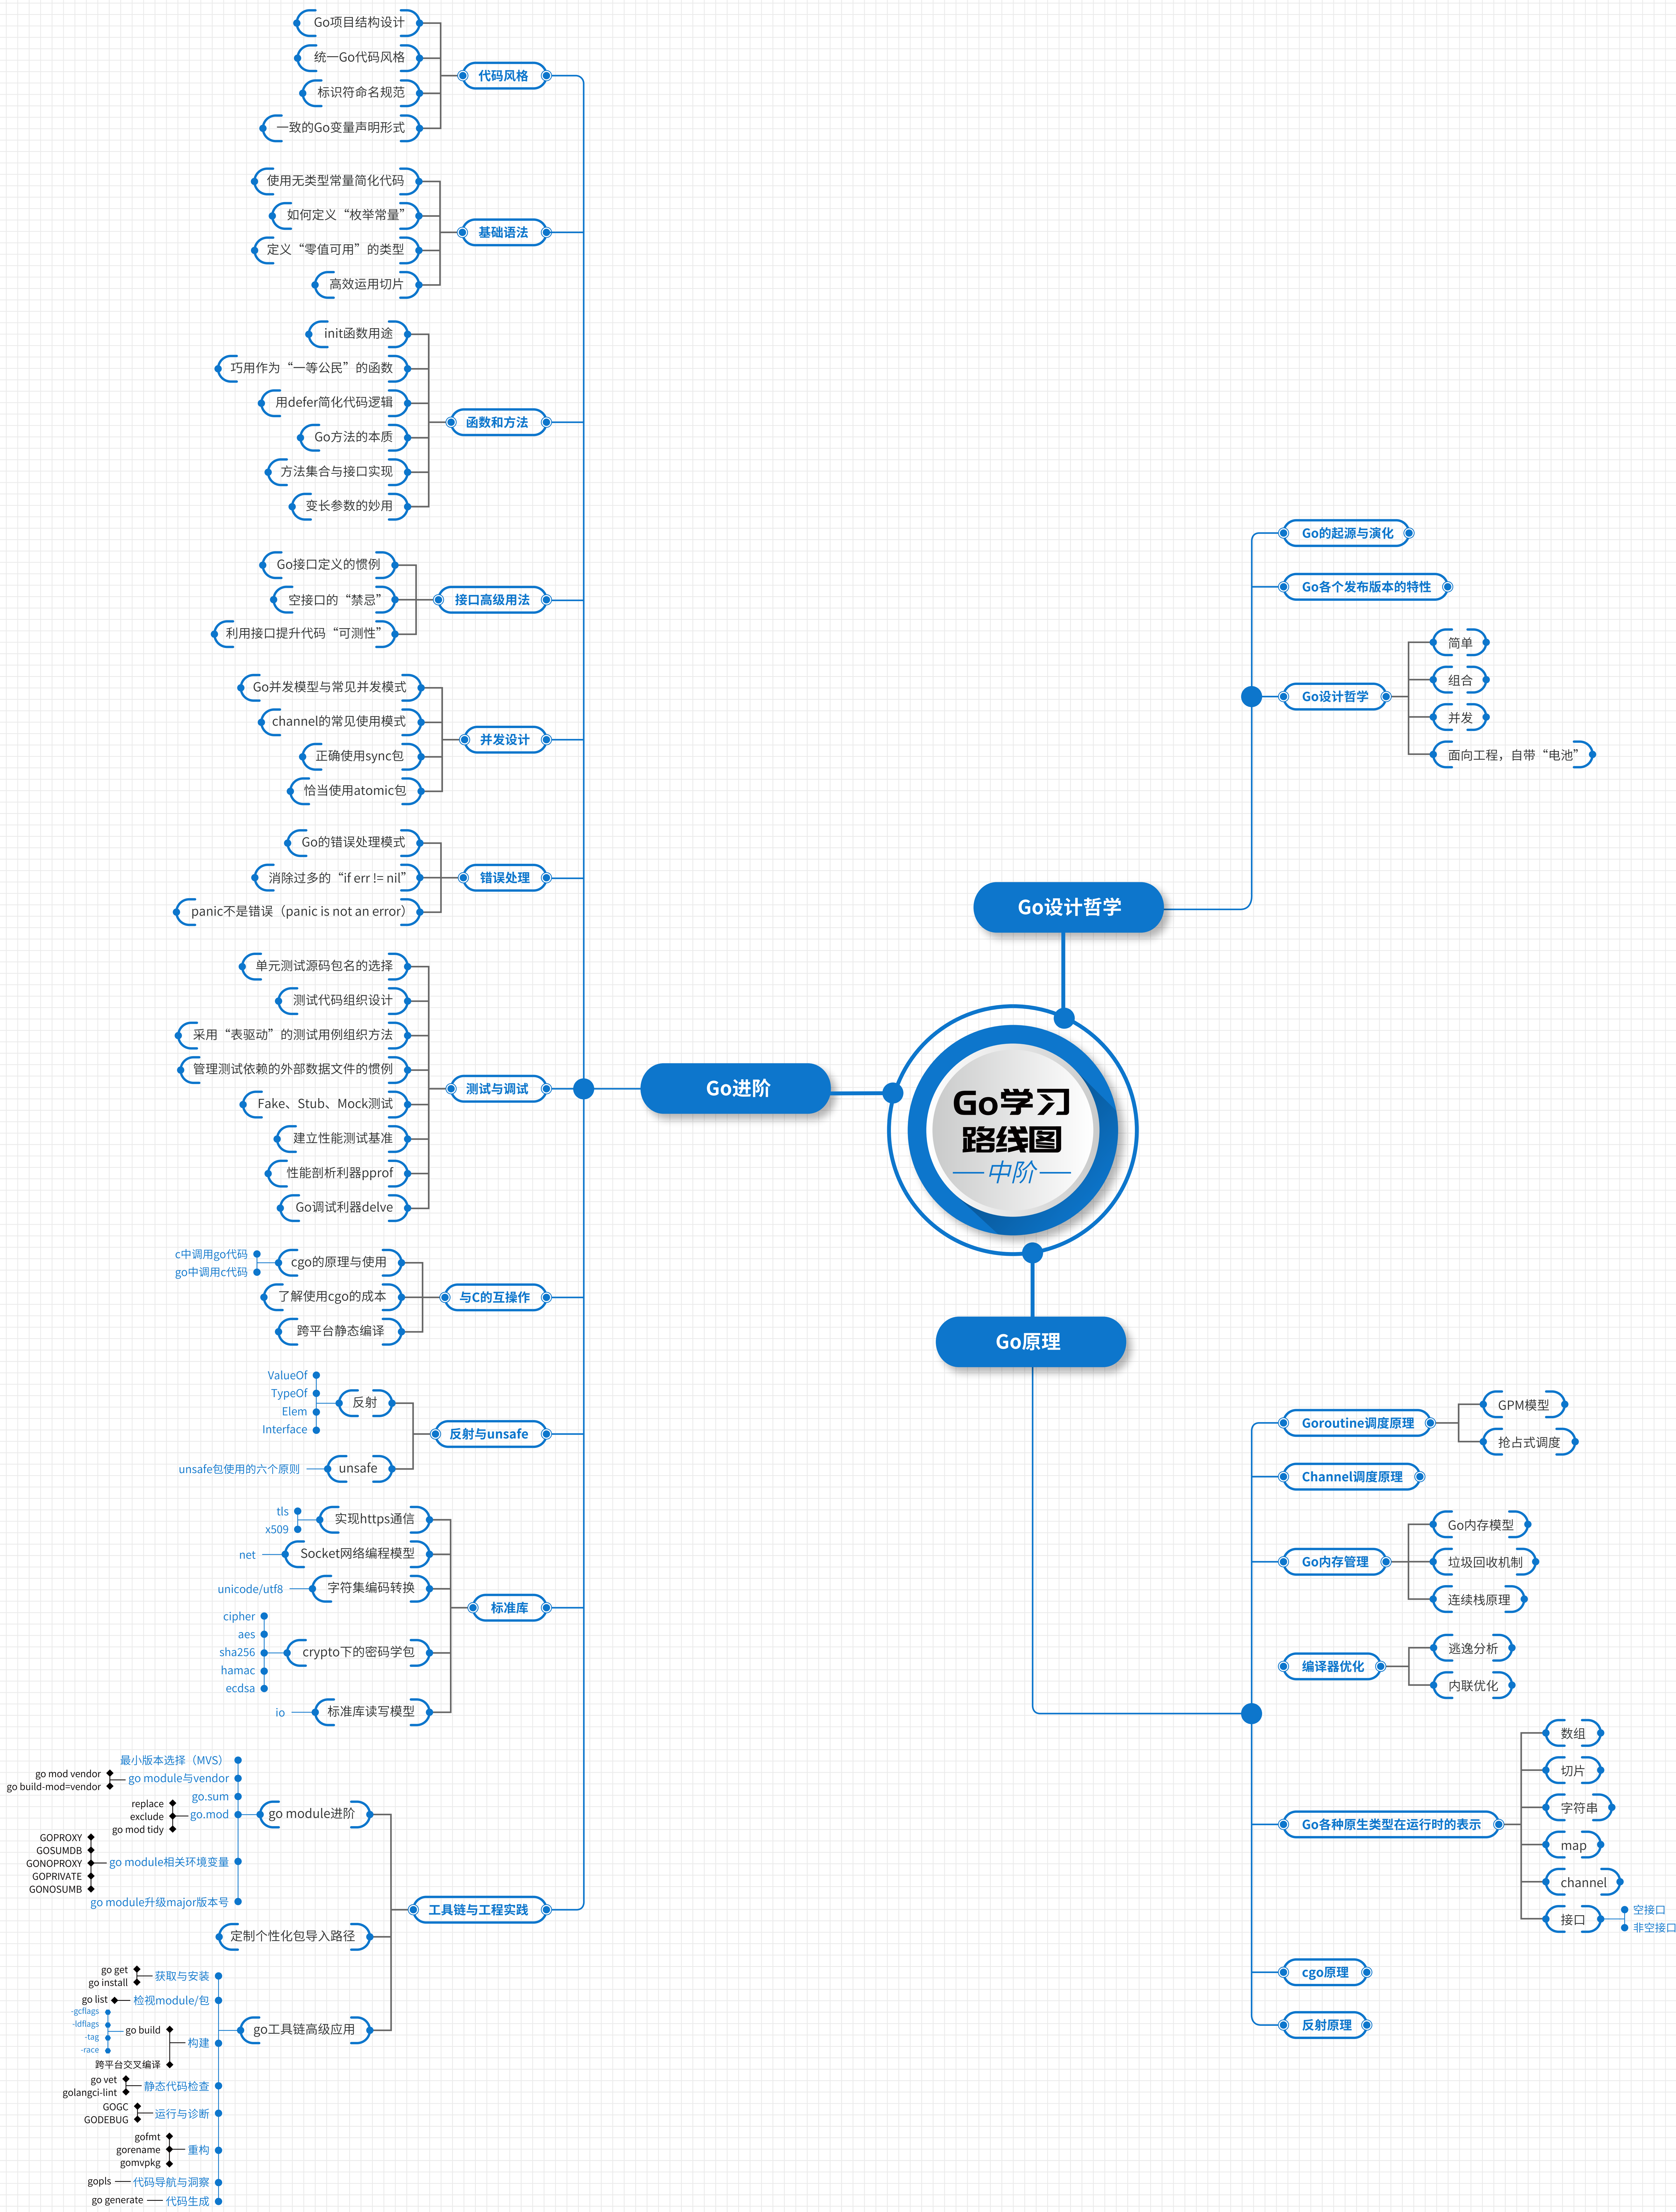 Go学习
路线图
中阶
Go设计哲学
Go的起源与演化
Go各个发布版本的特性
Go设计哲学
简单
组合
并发
面向工程，自带“电池”
Go进阶
代码风格
Go项目结构设计
统一Go代码风格
标识符命名规范
一致的Go变量声明形式
基础语法
使用无类型常量简化代码
如何定义“枚举常量”
定义“零值可用”的类型
高效运用切片
函数和方法
init函数用途
巧用作为“一等公民”的函数
用defer简化代码逻辑
Go方法的本质
方法集合与接口实现
变长参数的妙用
接口高级用法
Go接口定义的惯例
空接口的“禁忌”
利用接口提升代码“可测性”
并发设计
Go并发模型与常见并发模式
channel的常见使用模式
正确使用sync包
恰当使用atomic包
错误处理
Go的错误处理模式
消除过多的“if err != nil”
panic不是错误（panic is not an error）
测试与调试
单元测试源码包名的选择
测试代码组织设计
采用“表驱动”的测试用例组织方法
管理测试依赖的外部数据文件的惯例
Fake、Stub、Mock测试
建立性能测试基准
性能剖析利器pprof
Go调试利器delve
与C的互操作
cgo的原理与使用
c中调用go代码
go中调用c代码
了解使用cgo的成本
跨平台静态编译
反射与unsafe
反射
ValueOf
TypeOf
Elem
Interface
unsafe
unsafe包使用的六个原则
标准库
实现https通信
tls
x509
Socket网络编程模型
net
字符集编码转换
unicode/utf8
crypto下的密码学包
cipher
aes
sha256
hamac
ecdsa
标准库读写模型
io
工具链与工程实践
go module进阶
最小版本选择（MVS）
go module与vendor
go mod vendor
go build-mod=vendor
go.sum
go.mod
replace
exclude
go mod tidy
go module相关环境变量
GOPROXY
GOSUMDB
GONOPROXY
GOPRIVATE
GONOSUMB
go module升级major版本号
定制个性化包导入路径
go工具链高级应用
获取与安装
go get
go install
检视module/包
go list
构建
go build
-gcflags
-ldflags
-tag
-race
跨平台交叉编译
静态代码检查
go vet
golangci-lint
运行与诊断
GOGC
GODEBUG
重构
gofmt
gorename
gomvpkg
代码导航与洞察
gopls
代码生成
go generate
Go原理
Goroutine调度原理
GPM模型
抢占式调度
Channel调度原理
Go内存管理
Go内存模型
垃圾回收机制
连续栈原理
编译器优化
逃逸分析
内联优化
Go各种原生类型在运行时的表示
数组
切片
字符串
map
channel
接口
空接口
非空接口
cgo原理
反射原理